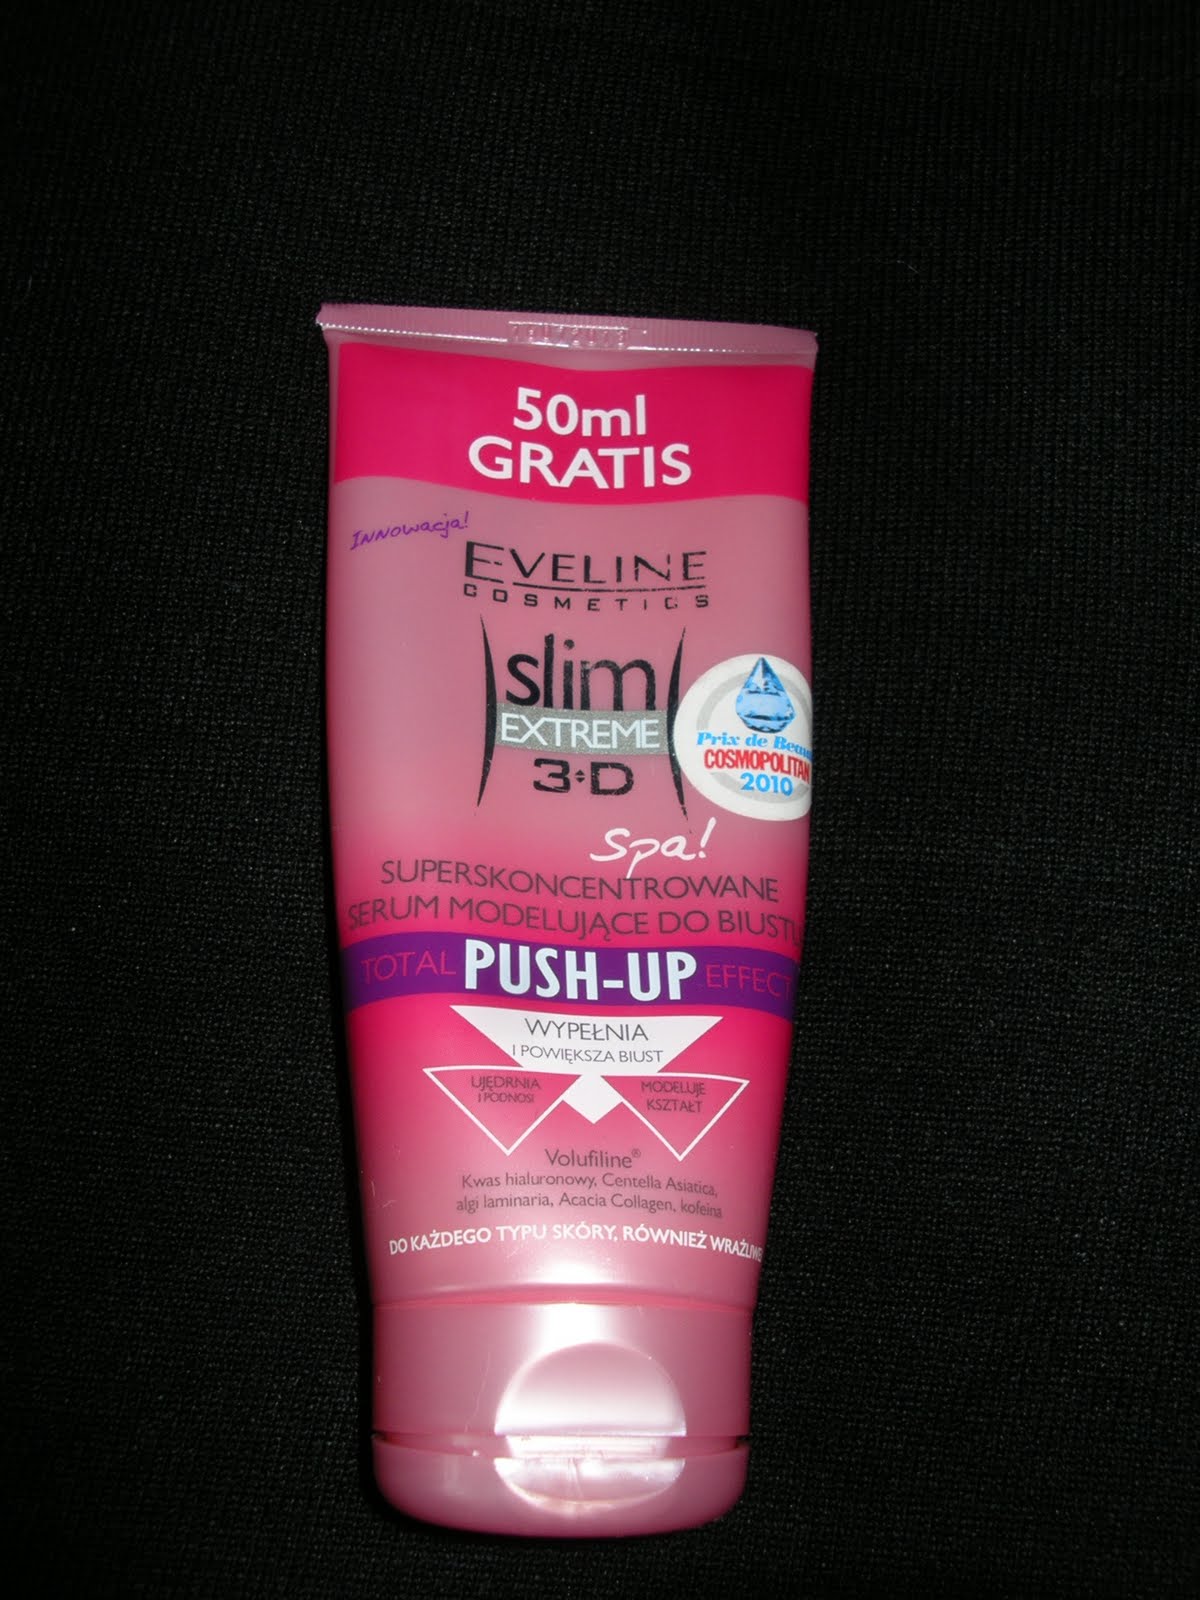 50ml
GRATIS
INNOwacja!
EVELINE
COSMETICS
slim
EXTREME
3D
Prix de
COSMOPOLITAN
2010
Spa!
SUPERSKONCENTROWANE
SERUM MODELUJĄCE DO BIUSTU
TOTAL PUSH-UP EFFECT
WYPEŁNIA
I POWIĘKSZA BIUST
UJĘDRNIA
I PODNOSI
MODELUJE
KSZTAŁT
Volufiline®
Kwas hialuronowy, Centella Asiatica,
algi laminaria, Acacia Collagen, kofeina
DO KAŻDEGO TYPU SKÓRY, RÓWNIEŻ WRAŻLIWEJ